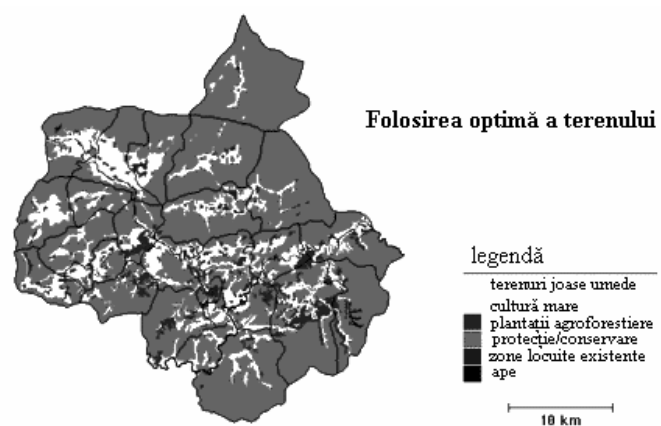 Folosirea optimă a terenului
legendă
terenuri joase umede
cultură mare
plantații agroforestiere
protecție/conservare
zone locuite existente
ape
10 km